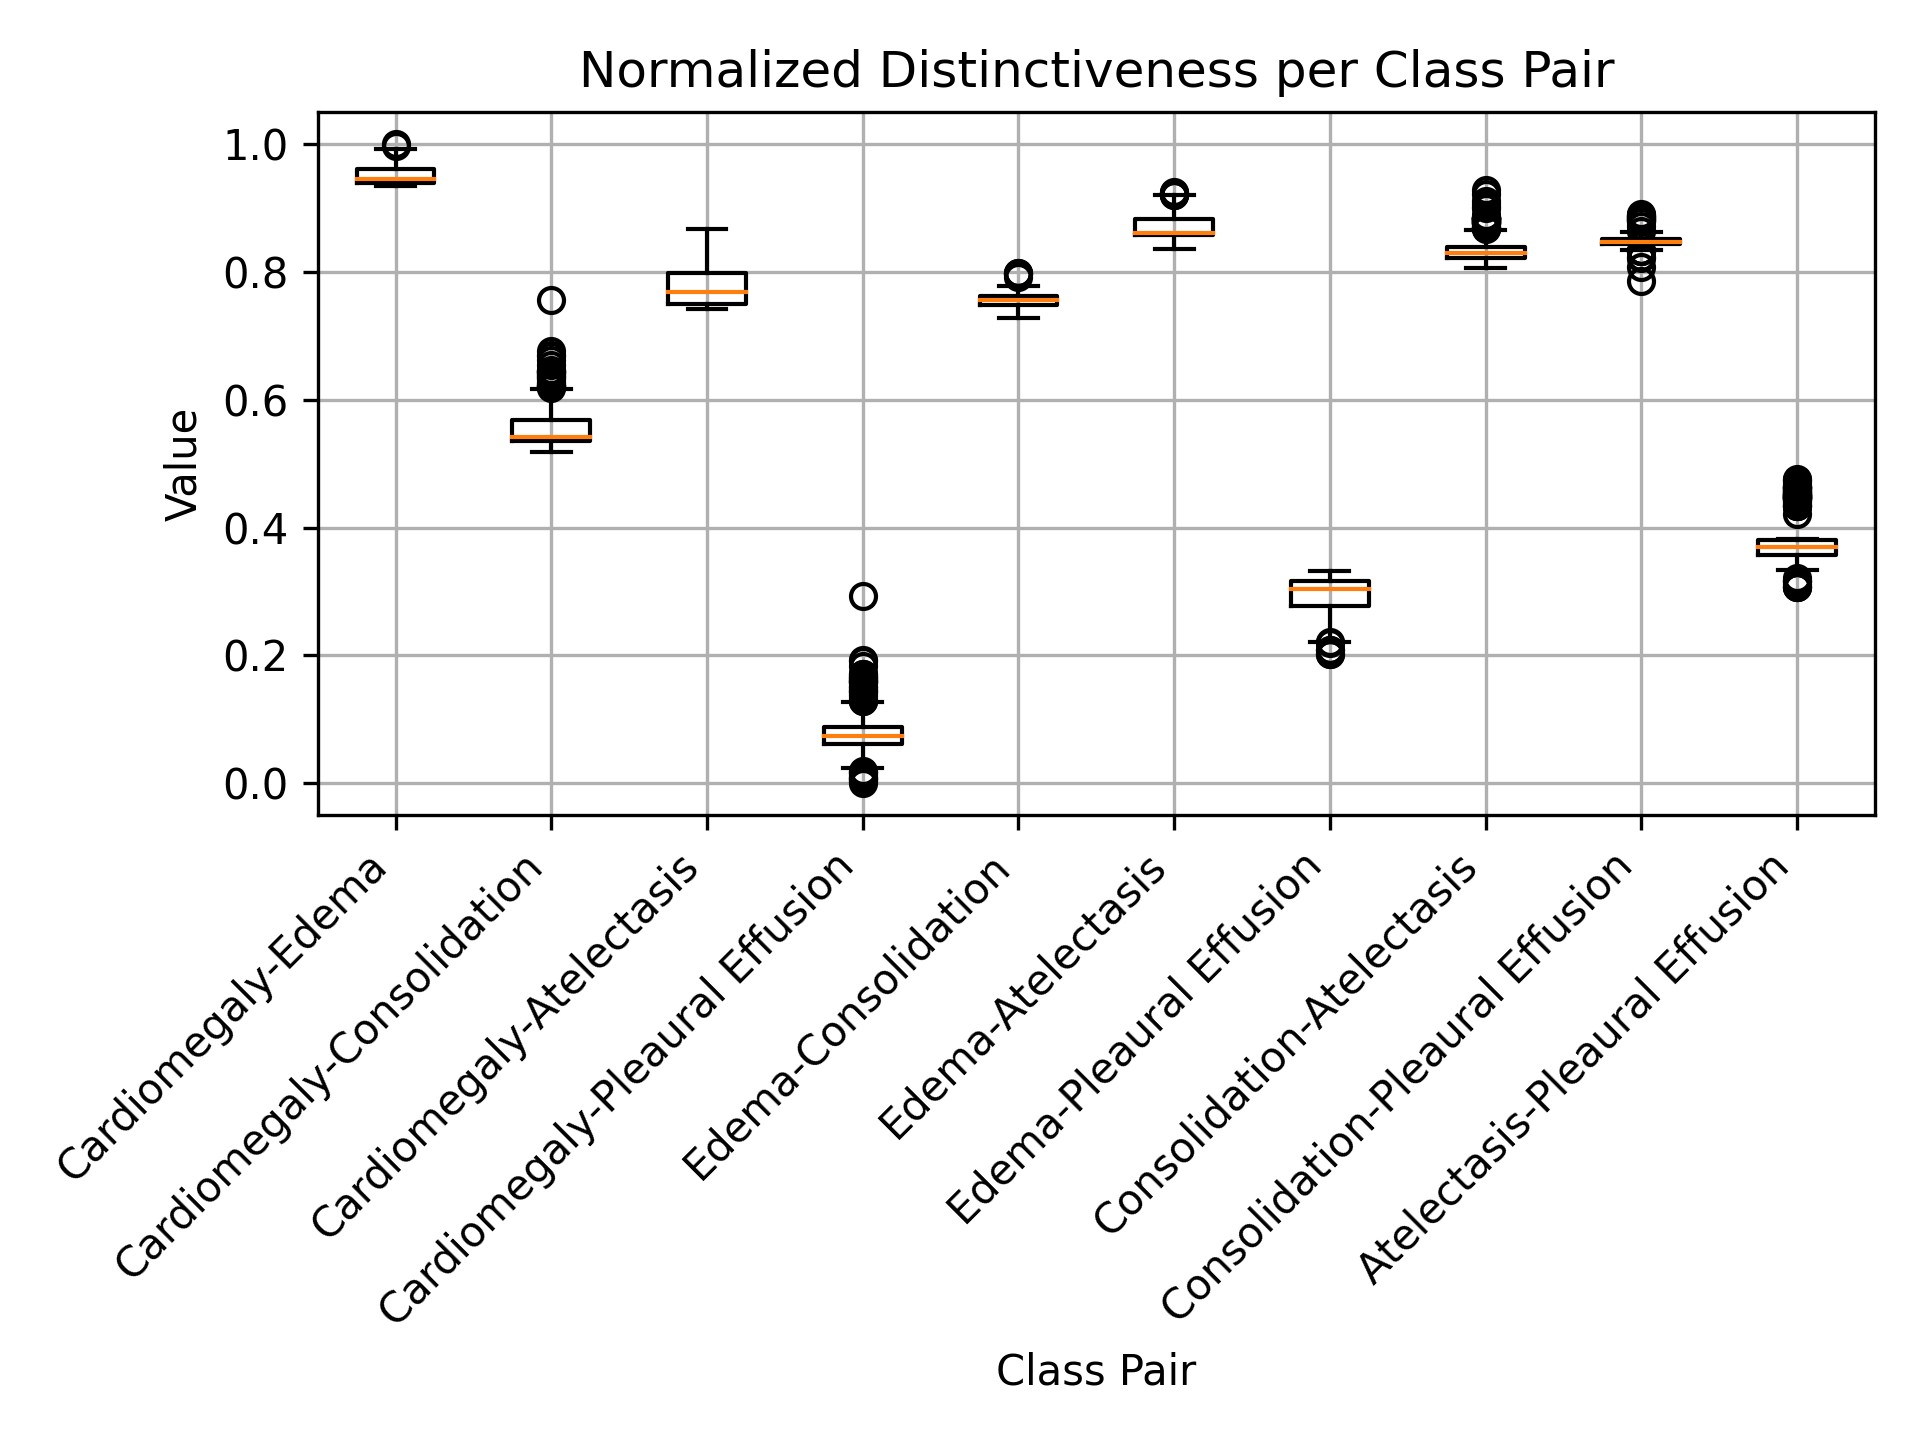 Normalized Distinctiveness per Class Pair
1.0
0.8
0.6
0.4
0.2
0.0
Value
Cardiomegaly-Edema
Cardiomegaly-Consolidation
Cardiomegaly-Atelectasis
Cardiomegaly-Pleaural Effusion
Edema-Consolidation
Edema-Atelectasis
Edema-Pleaural Effusion
Consolidation-Atelectasis
Consolidation-Pleaural Effusion
Atelectasis-Pleaural Effusion
Class Pair